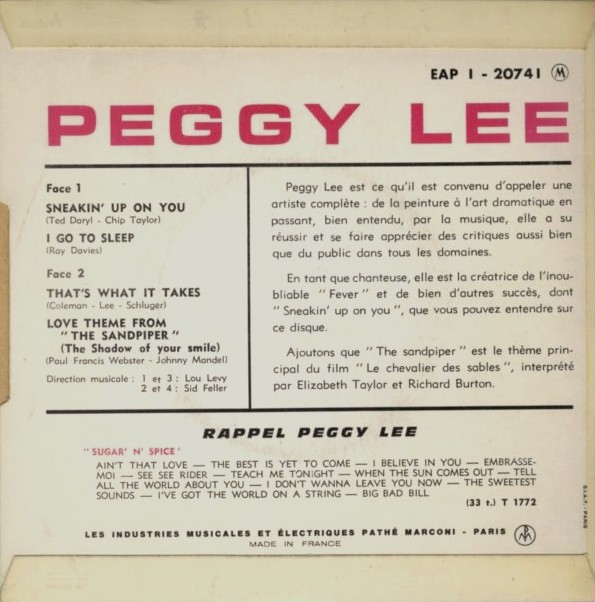 EAP 1 - 20741 M
PEGGY LEE
Face 1
SNEAKIN' UP ON YOU
(Ted Daryl - Chip Taylor)
I GO TO SLEEP
(Ray Davies)
Face 2
THAT'S WHAT IT TAKES
(Coleman - Lee - Schluger)
LOVE THEME FROM
" THE SANDPIPER "
(The Shadow of your smile)
(Paul Francis Webster - Johnny Mandel)
Direction musicale : 1 et 3 : Lou Levy
2 et 4 : Sid Feller
Peggy Lee est ce qu'il est convenu d'appeler une
artiste complète : de la peinture à l'art dramatique en
passant, bien entendu, par la musique, elle a su
réussir et se faire apprécier des critiques aussi bien
que du public dans tous les domaines.
En tant que chanteuse, elle est la créatrice de l'inou-
bliable " Fever " et de bien d'autres succès, dont
" Sneakin' up on you ", que vous pouvez entendre sur
ce disque.
Ajoutons que " The sandpiper " est le thème prin-
cipal du film " Le chevalier des sables ", interprété
par Elizabeth Taylor et Richard Burton.
RAPPEL PEGGY LEE
" SUGAR' N' SPICE "
AIN'T THAT LOVE — THE BEST IS YET TO COME — I BELIEVE IN YOU — EMBRASSE-
MOI — SEE SEE RIDER — TEACH ME TONIGHT — WHEN THE SUN COMES OUT — TELL
ALL THE WORLD ABOUT YOU — I DON'T WANNA LEAVE YOU NOW — THE SWEETEST
SOUNDS — I'VE GOT THE WORLD ON A STRING — BIG BAD BILL
(33 t.) T 1772
LES INDUSTRIES MUSICALES ET ÉLECTRIQUES PATHÉ MARCONI - PARIS
MADE IN FRANCE